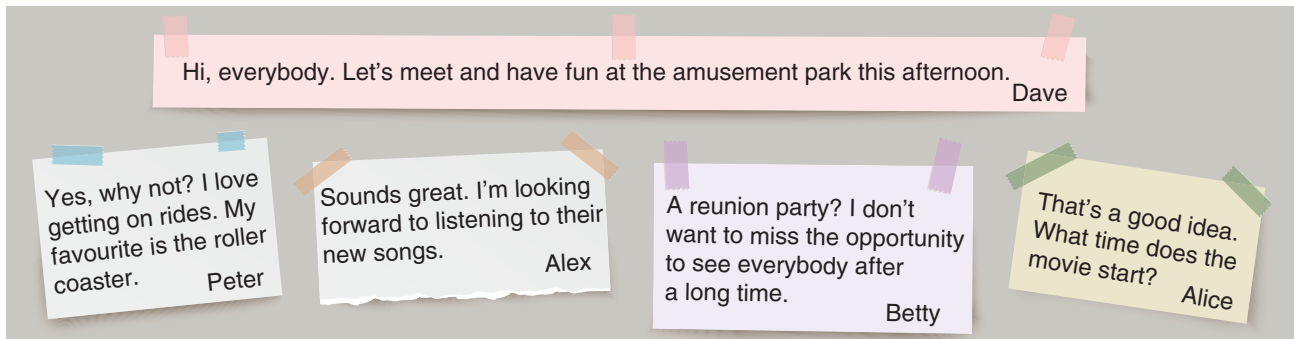 Hi, everybody. Let's meet and have fun at the amusement park this afternoon.
Dave
Yes, why not? I love
getting on rides. My
favourite is the roller
coaster.
Peter
Sounds great. I'm looking
forward to listening to their
new songs.
Alex
A reunion party? I don't
want to miss the opportunity
to see everybody after
a long time.
Betty
That's a good idea.
What time does the
movie start?
Alice